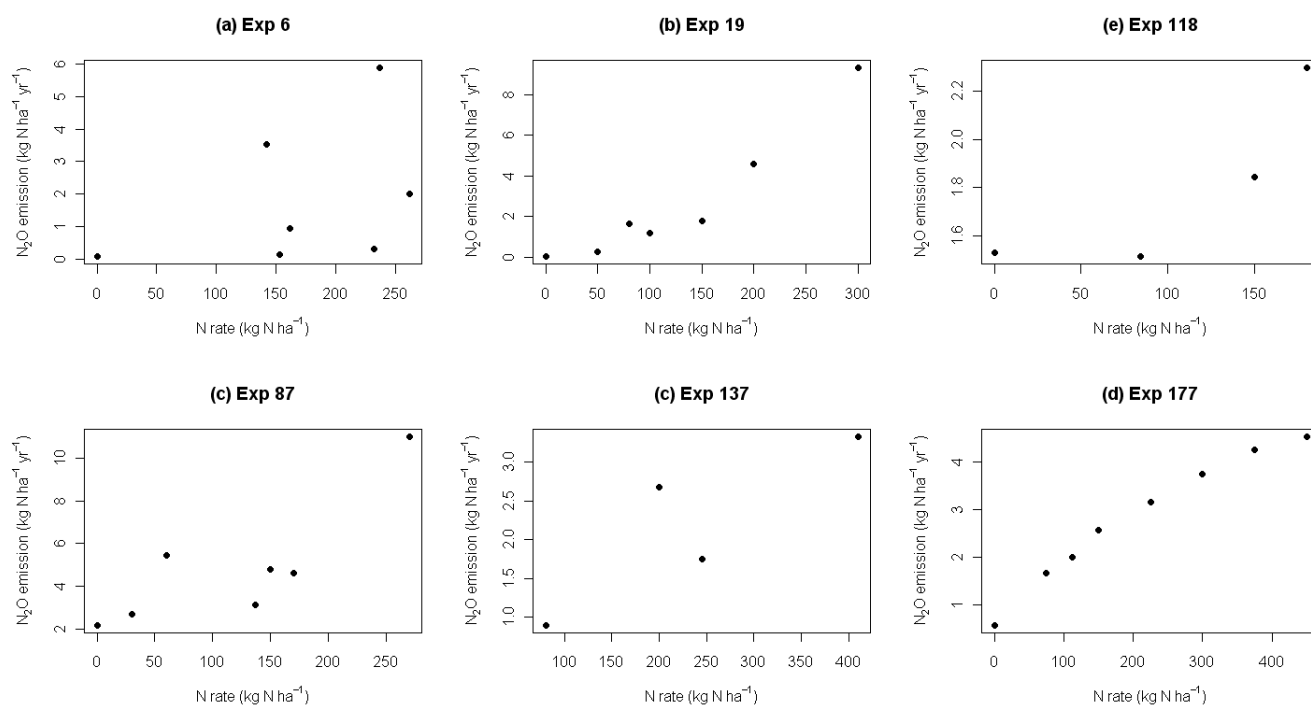 (a) Exp 6
N₂O emission (kg N ha⁻¹ yr⁻¹)
6
5
4
3
2
1
0
0 50 100 150 200 250
N rate (kg N ha⁻¹)
(b) Exp 19
N₂O emission (kg N ha⁻¹ yr⁻¹)
8
6
4
2
0
0 50 100 150 200 250 300
N rate (kg N ha⁻¹)
(e) Exp 118
N₂O emission (kg N ha⁻¹ yr⁻¹)
2.2
2.0
1.8
1.6
0 50 100 150
N rate (kg N ha⁻¹)
(c) Exp 87
N₂O emission (kg N ha⁻¹ yr⁻¹)
10
8
6
4
2
0 50 100 150 200 250
N rate (kg N ha⁻¹)
(c) Exp 137
N₂O emission (kg N ha⁻¹ yr⁻¹)
3.0
2.5
2.0
1.5
1.0
100 150 200 250 300 350 400
N rate (kg N ha⁻¹)
(d) Exp 177
N₂O emission (kg N ha⁻¹ yr⁻¹)
4
3
2
1
0 100 200 300 400
N rate (kg N ha⁻¹)